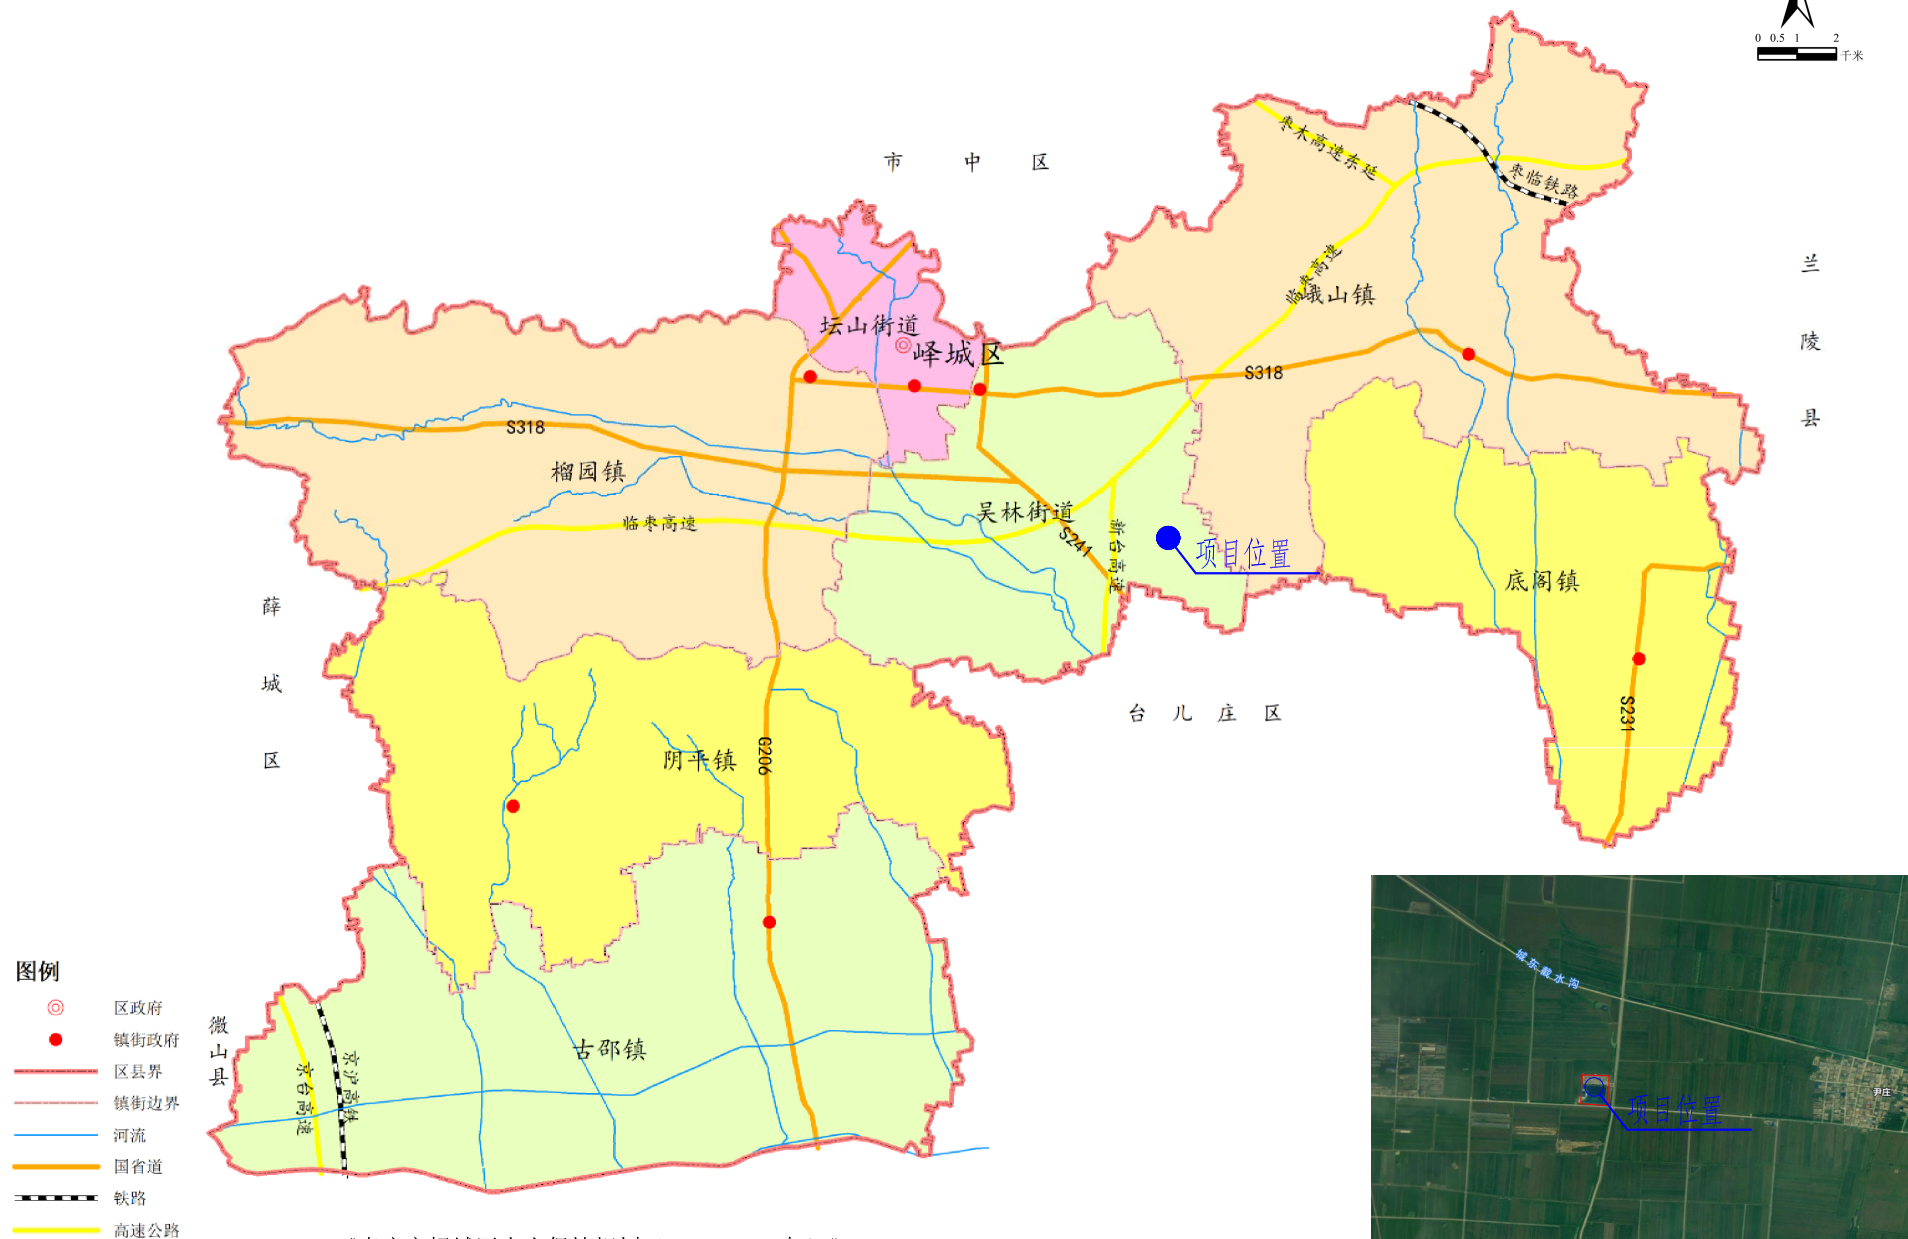 0 0.5 1 2
千米
枣木高速东延
市中区
枣临铁路
兰陵县
临枣高速
峨山镇
坛山街道
峄城区
S318
S318
榴园镇
吴林街道
临枣高速
S241
新台高速
项目位置
底阁镇
薛城区
台儿庄区
S231
阴平镇
G206
城东截水沟
尹庄
项目位置
古邵镇
微山县
京台高速
京沪高铁
图例
区政府
镇街政府
区县界
镇街边界
河流
国省道
铁路
高速公路